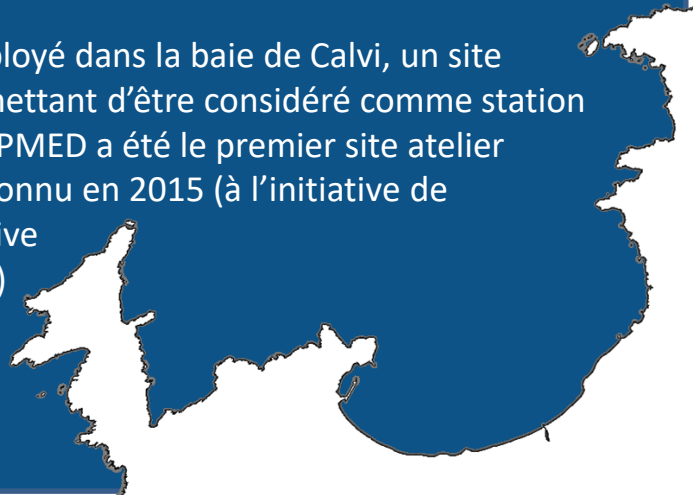 ployé dans la baie de Calvi, un site
mettant d'être considéré comme station
PMED a été le premier site atelier
connu en 2015 (à l'initiative de
ive
)